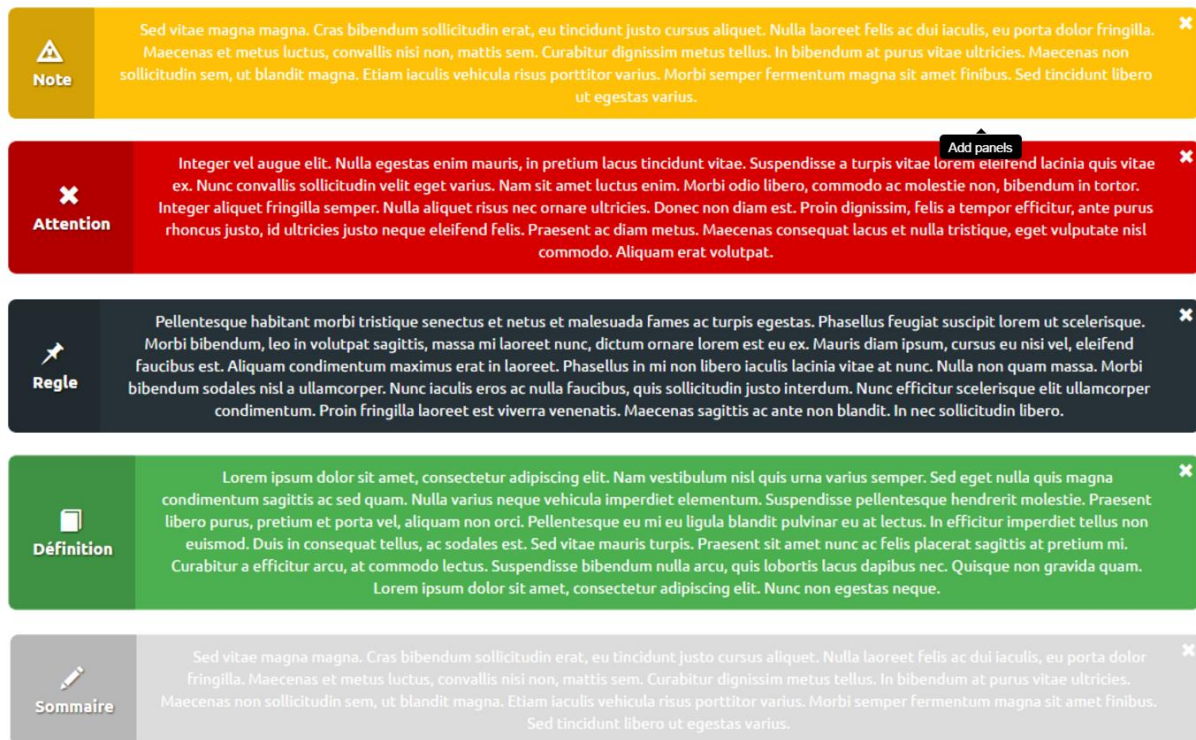 Sed vitae magna magna. Cras bibendum sollicitudin erat, eu tincidunt justo cursus aliquet. Nulla laoreet felis ac dui iaculis, eu porta dolor fringilla.
Maecenas et metus luctus, convallis nisi non, mattis sem. Curabitur dignissim metus tellus. In bibendum at purus vitae ultricies. Maecenas non
sollicitudin sem, ut blandit magna. Etiam iaculis vehicula risus porttitor varius. Morbi semper fermentum magna sit amet finibus. Sed tincidunt libero
ut egestas varius.
Note
Add panels
Integer vel augue elit. Nulla egestas enim mauris, in pretium lacus tincidunt vitae. Suspendisse a turpis vitae lorem eleifend lacinia quis vitae
ex. Nunc convallis sollicitudin velit eget varius. Nam sit amet luctus enim. Morbi odio libero, commodo ac molestie non, bibendum in tortor.
Integer aliquet fringilla semper. Nulla aliquet risus nec ornare ultricies. Donec non diam est. Proin dignissim, felis a tempor efficitur, ante purus
rhoncus justo, id ultricies justo neque eleifend felis. Praesent ac diam metus. Maecenas consequat lacus et nulla tristique, eget vulputate nisl
commodo. Aliquam erat volutpat.
Attention
Pellentesque habitant morbi tristique senectus et netus et malesuada fames ac turpis egestas. Phasellus feugiat suscipit lorem ut scelerisque.
Morbi bibendum, leo in volutpat sagittis, massa mi laoreet nunc, dictum ornare lorem est eu ex. Mauris diam ipsum, cursus eu nisi vel, eleifend
faucibus est. Aliquam condimentum maximus erat in laoreet. Phasellus in mi non libero iaculis lacinia vitae at nunc. Nulla non quam massa. Morbi
bibendum sodales nisl a ullamcorper. Nunc iaculis eros ac nulla faucibus, quis sollicitudin justo interdum. Nunc efficitur scelerisque elit ullamcorper
condimentum. Proin fringilla laoreet est viverra venenatis. Maecenas sagittis ac ante non blandit. In nec sollicitudin libero.
Regle
Lorem ipsum dolor sit amet, consectetur adipiscing elit. Nam vestibulum nisl quis urna varius semper. Sed eget nulla quis magna
condimentum sagittis ac sed quam. Nulla varius neque vehicula imperdiet elementum. Suspendisse pellentesque hendrerit molestie. Praesent
libero purus, pretium et porta vel, aliquam non orci. Pellentesque eu mi eu ligula blandit pulvinar eu at lectus. In efficitur imperdiet tellus non
euismod. Duis in consequat tellus, ac sodales est. Sed vitae mauris turpis. Praesent sit amet nunc ac felis placerat sagittis at pretium mi.
Curabitur a efficitur arcu, at commodo lectus. Suspendisse bibendum nulla arcu, quis lobortis lacus dapibus nec. Quisque non gravida quam.
Lorem ipsum dolor sit amet, consectetur adipiscing elit. Nunc non egestas neque.
Définition
Sed vitae magna magna. Cras bibendum sollicitudin erat, eu tincidunt justo cursus aliquet. Nulla laoreet felis ac dui iaculis, eu porta dolor
fringilla. Maecenas et metus luctus, convallis nisi non, mattis sem. Curabitur dignissim metus tellus. In bibendum at purus vitae ultricies.
Maecenas non sollicitudin sem, ut blandit magna. Etiam iaculis vehicula risus porttitor varius. Morbi semper fermentum magna sit amet finibus.
Sed tincidunt libero ut egestas varius.
Sommaire